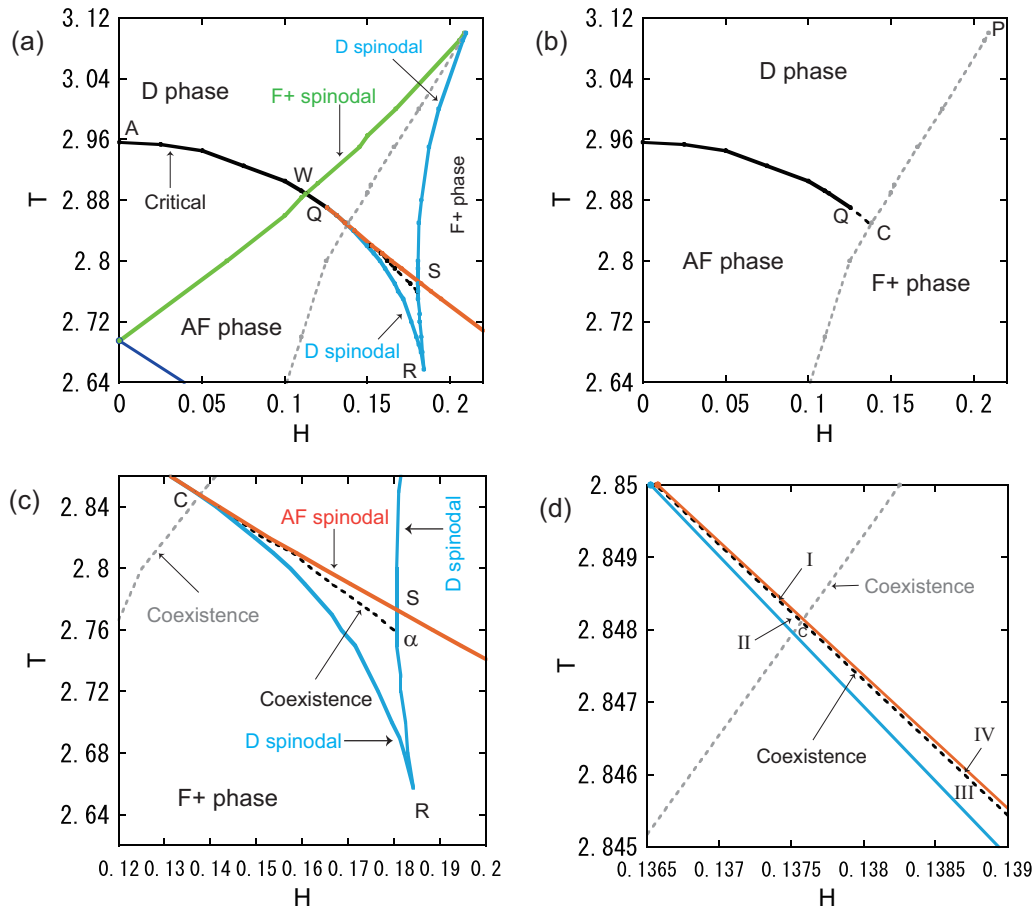 (a)
3.12
3.04
2.96
2.88
2.8
2.72
2.64
T
D phase
A
Critical
F+ spinodal
D spinodal
W
Q
F+ phase
S
AF phase
D spinodal
R
0
0.05
0.1
0.15
0.2
H
(b)
3.12
3.04
2.96
2.88
2.8
2.72
2.64
T
P
D phase
Q
C
AF phase
F+ phase
0
0.05
0.1
0.15
0.2
H
(c)
2.84
2.8
2.76
2.72
2.68
2.64
T
C
AF spinodal
D spinodal
Coexistence
S
α
Coexistence
D spinodal
R
F+ phase
0.12
0.13
0.14
0.15
0.16
0.17
0.18
0.19
0.2
H
(d)
2.85
2.849
2.848
2.847
2.846
2.845
T
I
Coexistence
II
C
Coexistence
IV
III
0.1365
0.137
0.1375
0.138
0.1385
0.139
H